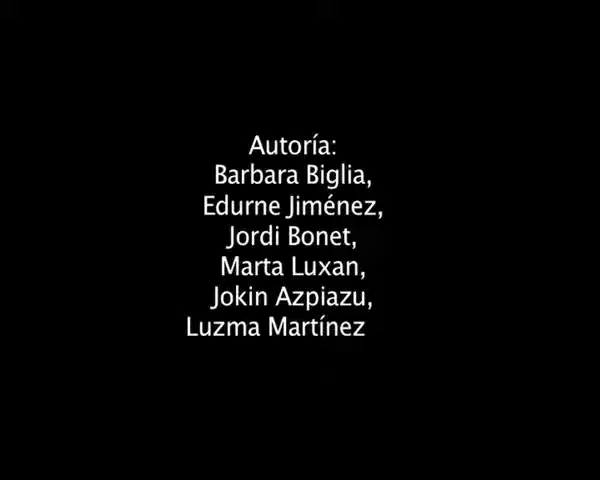 Autoría:
Barbara Biglia,
Edurne Jiménez,
Jordi Bonet,
Marta Luxan,
Jokin Azpiazu,
Luzma Martínez